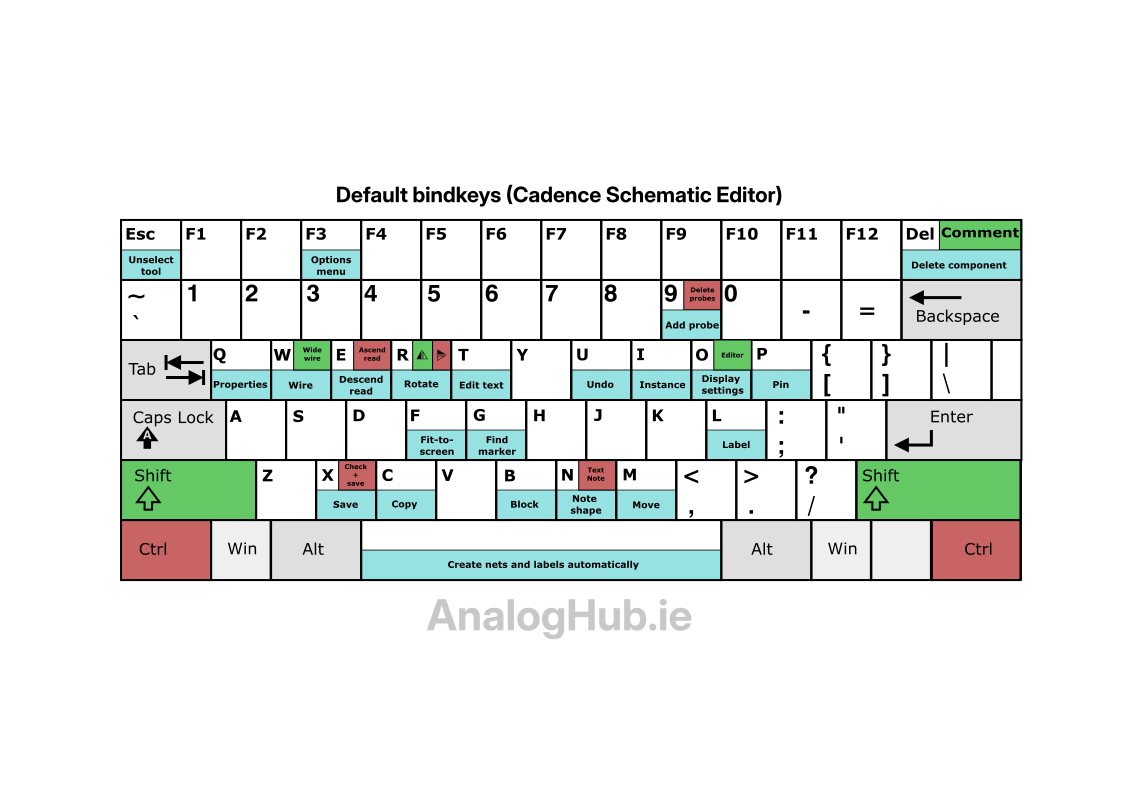 Default bindkeys (Cadence Schematic Editor)
Esc F1 F2 F3 F4 F5 F6 F7 F8 F9 F10 F11 F12 Del Comment
Unselect tool Options menu Delete component
~ ` 1 2 3 4 5 6 7 8 9 Delete probes 0 - = Backspace
Add probe
Tab Q W Wide wire E Ascend read R T Y U I O Editor P { [ } ] | \
Properties Wire Descend read Rotate Edit text Undo Instance Display settings Pin
Caps Lock A S D F G H J K L : ; " ' Enter
A Fit-to-screen Find marker Label
Shift Z X Check + save C V B N Text Note M < , > . ? / Shift
Save Copy Block Note shape Move
Ctrl Win Alt Alt Win Ctrl
Create nets and labels automatically
AnalogHub.ie